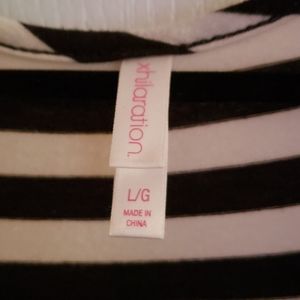 xhilaration.
L/G
MADE IN
CHINA